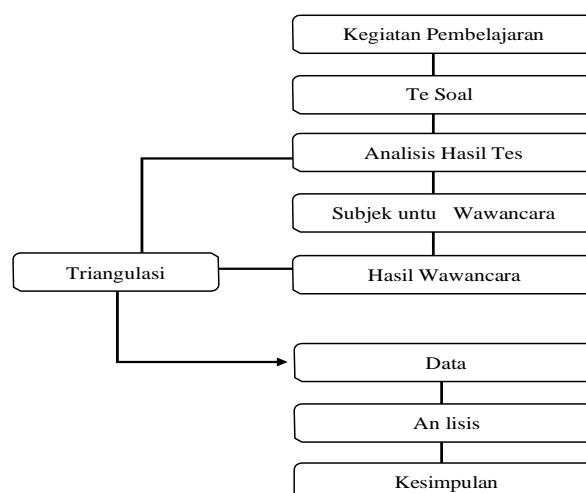 Kegiatan Pembelajaran
Te Soal
Analisis Hasil Tes
Subjek untu Wawancara
Triangulasi
Hasil Wawancara
Data
An lisis
Kesimpulan